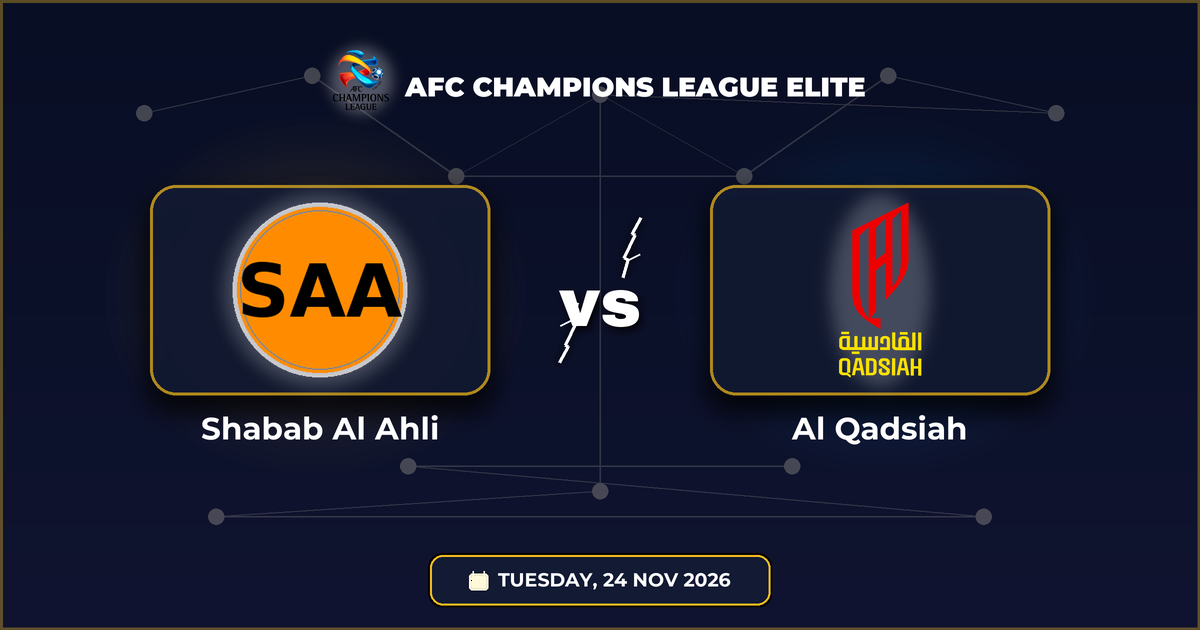 AFC
CHAMPIONS
LEAGUE
AFC CHAMPIONS LEAGUE ELITE
SAA
VS
القادسية
QADSIAH
Shabab Al Ahli
Al Qadsiah
TUESDAY, 24 NOV 2026